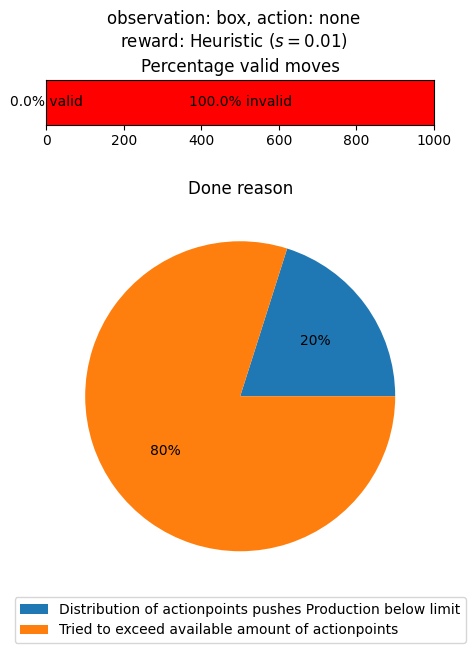 observation: box, action: none
reward: Heuristic (s = 0.01)
Percentage valid moves
0.0% valid
100.0% invalid
0 200 400 600 800 1000
Done reason
20%
80%
Distribution of actionpoints pushes Production below limit
Tried to exceed available amount of actionpoints